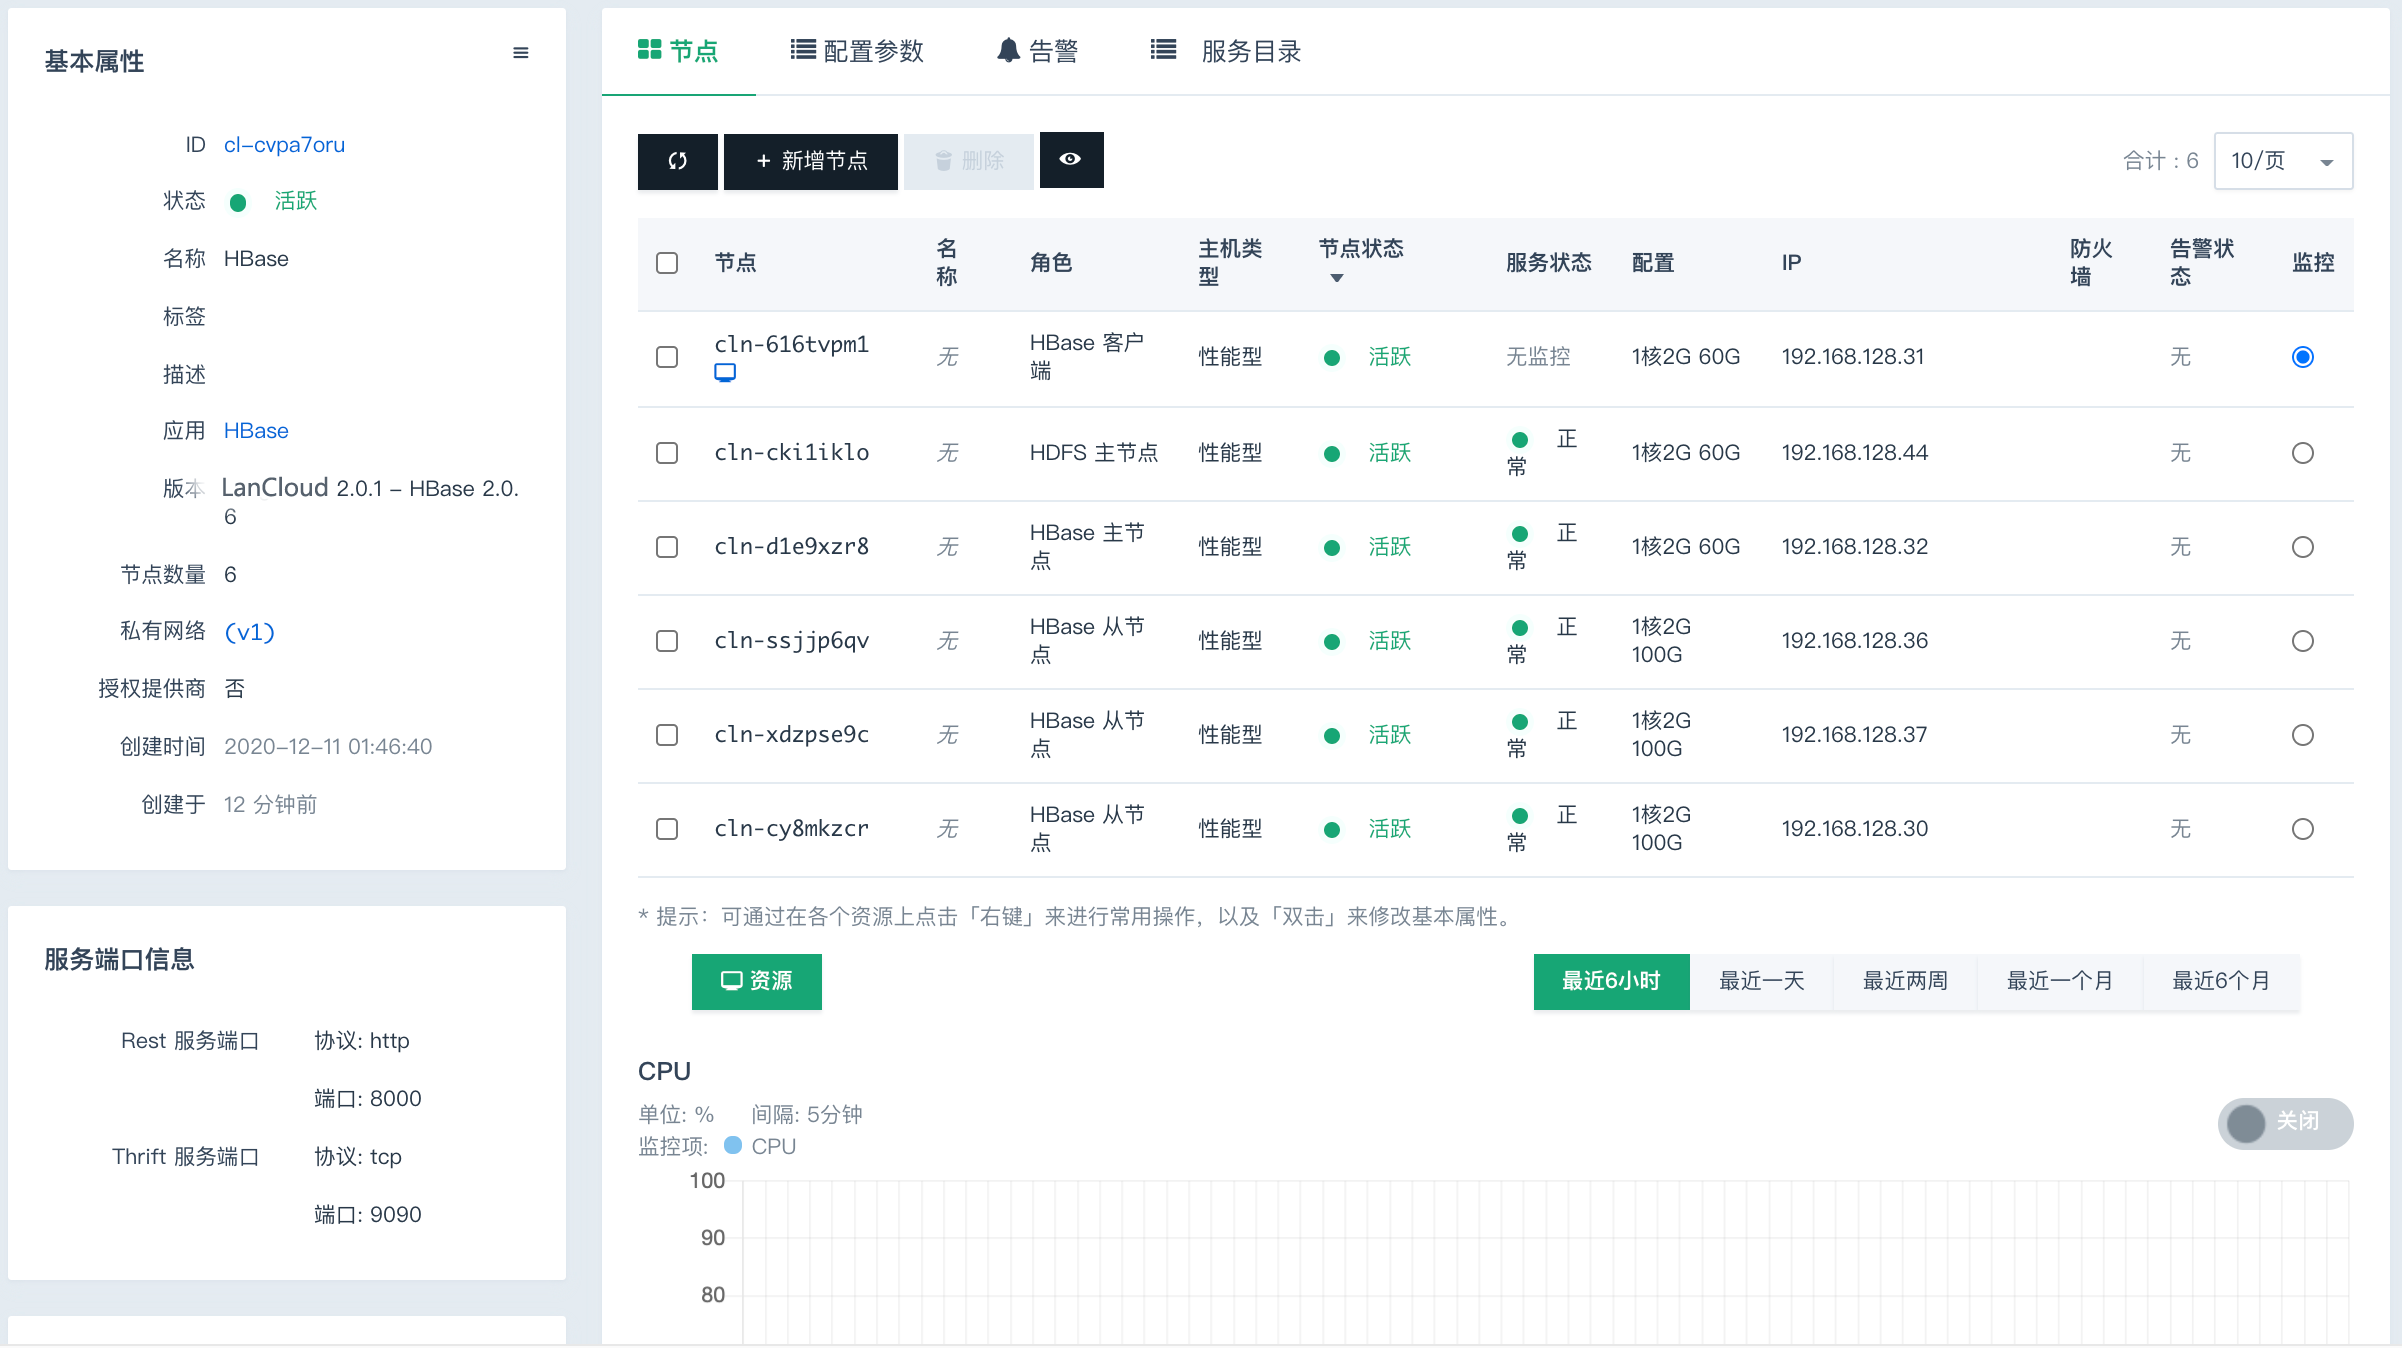 基本属性
ID cl-cvpa7oru
状态 活跃
名称 HBase
标签
描述
应用 HBase
版本 LanCloud 2.0.1 – HBase 2.0.
6
节点数量 6
私有网络 (v1)
授权提供商 否
创建时间 2020-12-11 01:46:40
创建于 12 分钟前
服务端口信息
Rest 服务端口 协议: http
端口: 8000
Thrift 服务端口 协议: tcp
端口: 9090
节点 配置参数 告警 服务目录
+ 新增节点 删除 合计 : 6 10/页
节点 名称 角色 主机类型 节点状态 服务状态 配置 IP 防火墙 告警状态 监控
cln-616tvpm1 无 HBase 客户端 性能型 活跃 无监控 1核2G 60G 192.168.128.31 无
cln-cki1iklo 无 HDFS 主节点 性能型 活跃 正常 1核2G 60G 192.168.128.44 无
cln-d1e9xzr8 无 HBase 主节点 性能型 活跃 正常 1核2G 60G 192.168.128.32 无
cln-ssjjp6qv 无 HBase 从节点 性能型 活跃 正常 1核2G 100G 192.168.128.36 无
cln-xdzpse9c 无 HBase 从节点 性能型 活跃 正常 1核2G 100G 192.168.128.37 无
cln-cy8mkzcr 无 HBase 从节点 性能型 活跃 正常 1核2G 100G 192.168.128.30 无
* 提示：可通过在各个资源上点击「右键」来进行常用操作，以及「双击」来修改基本属性。
资源 最近6小时 最近一天 最近两周 最近一个月 最近6个月
CPU
单位: % 间隔: 5分钟
监控项: CPU 关闭
100
90
80